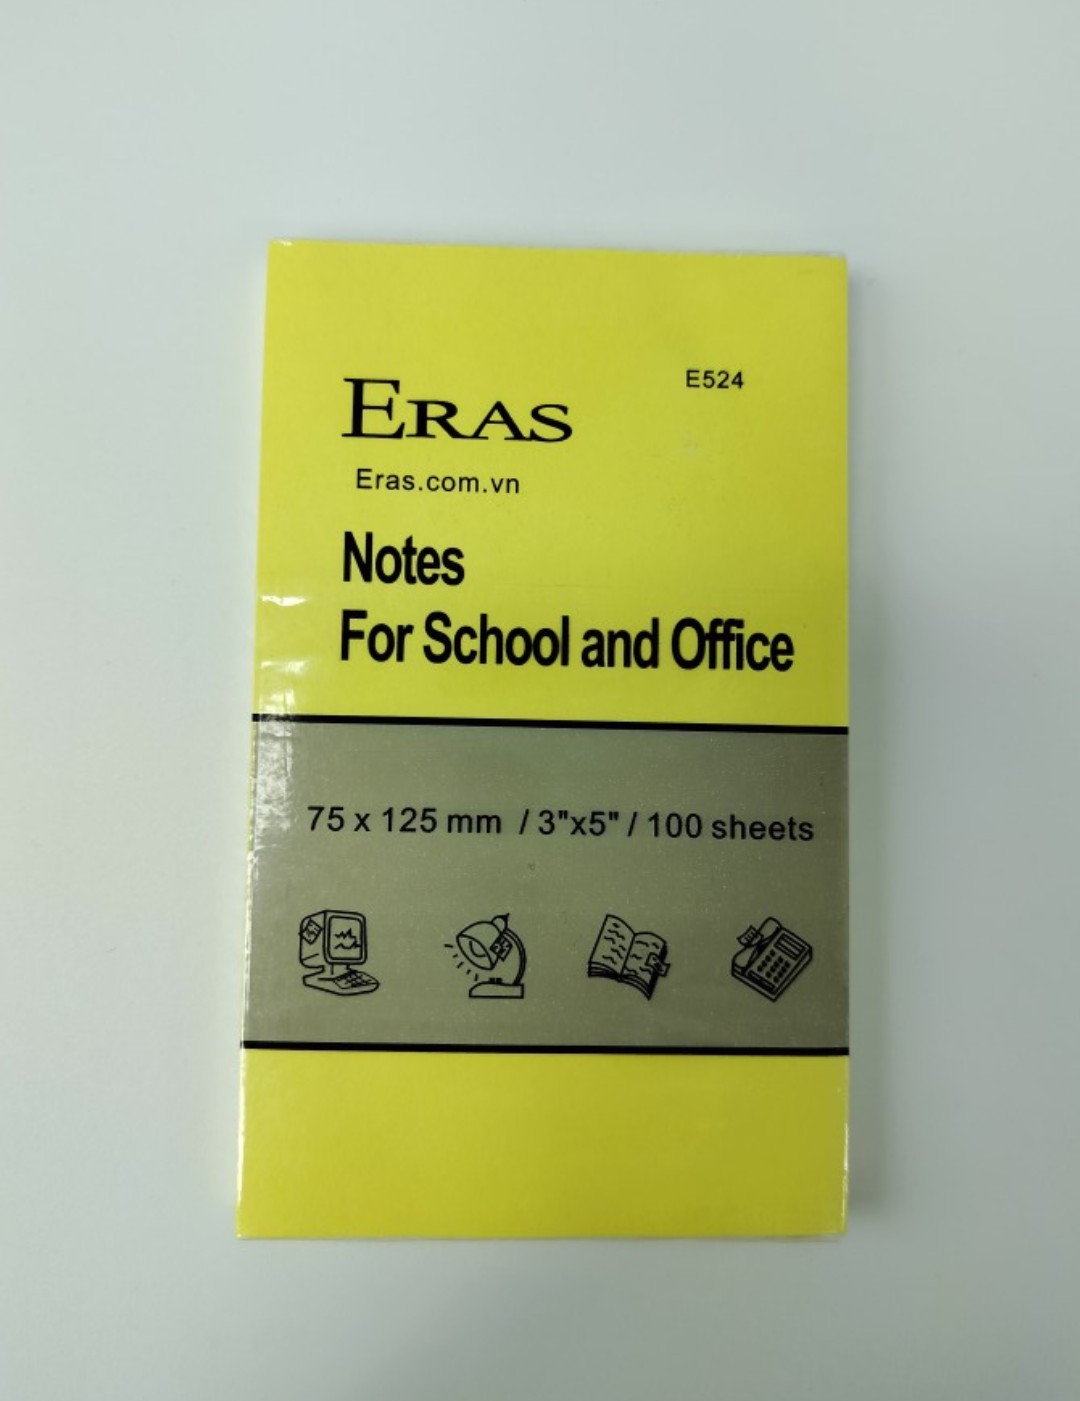 E524
ERAS
Eras.com.vn
Notes
For School and Office
75 x 125 mm / 3"x5" / 100 sheets